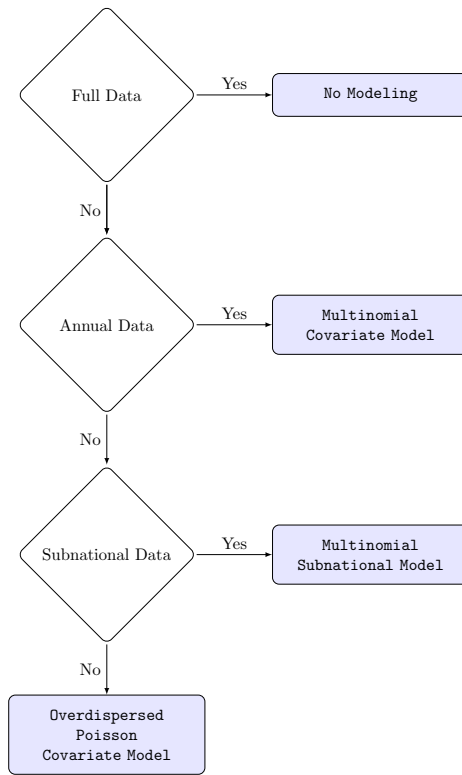 Full Data
Yes
No Modeling
No
Annual Data
Yes
Multinomial
Covariate Model
No
Subnational Data
Yes
Multinomial
Subnational Model
No
Overdispersed
Poisson
Covariate Model